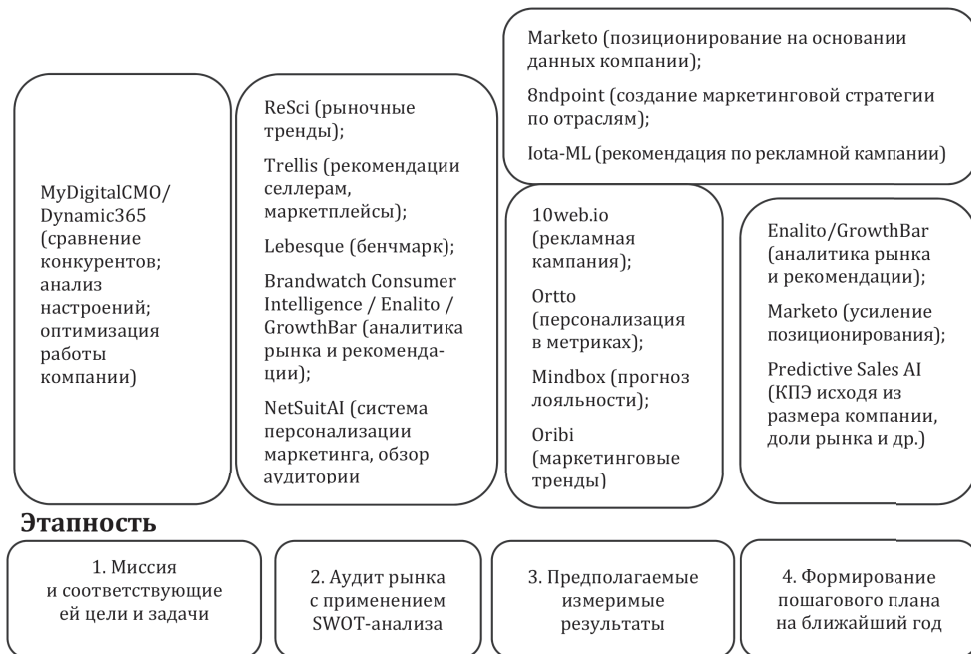 Marketo (позиционирование на основании
данных компании);
8ndpoint (создание маркетинговой стратегии
по отраслям);
Iota-ML (рекомендация по рекламной кампании)
MyDigitalCMO/
Dynamic365
(сравнение
конкурентов;
анализ
настроений;
оптимизация
работы
компании)
ReSci (рыночные
тренды);
Trellis (рекомендации
селлерам,
маркетплейсы);
Lebesque (бенчмарк);
Brandwatch Consumer
Intelligence / Enalito /
GrowthBar (аналитика
рынка и рекоменда-
ции);
NetSuitAI (система
персонализации
маркетинга, обзор
аудитории
10web.io
(рекламная
кампания);
Ortto
(персонализация
в метриках);
Mindbox (прогноз
лояльности);
Oribi
(маркетинговые
тренды)
Enalito/GrowthBar
(аналитика рынка
и рекомендации);
Marketo (усиление
позиционирования);
Predictive Sales AI
(КПЭ исходя из
размера компании,
доли рынка и др.)
Этапность
1. Миссия
и соответствующие
ей цели и задачи
2. Аудит рынка
с применением
SWOT-анализа
3. Предполагаемые
измеримые
результаты
4. Формирование
пошагового плана
на ближайший год